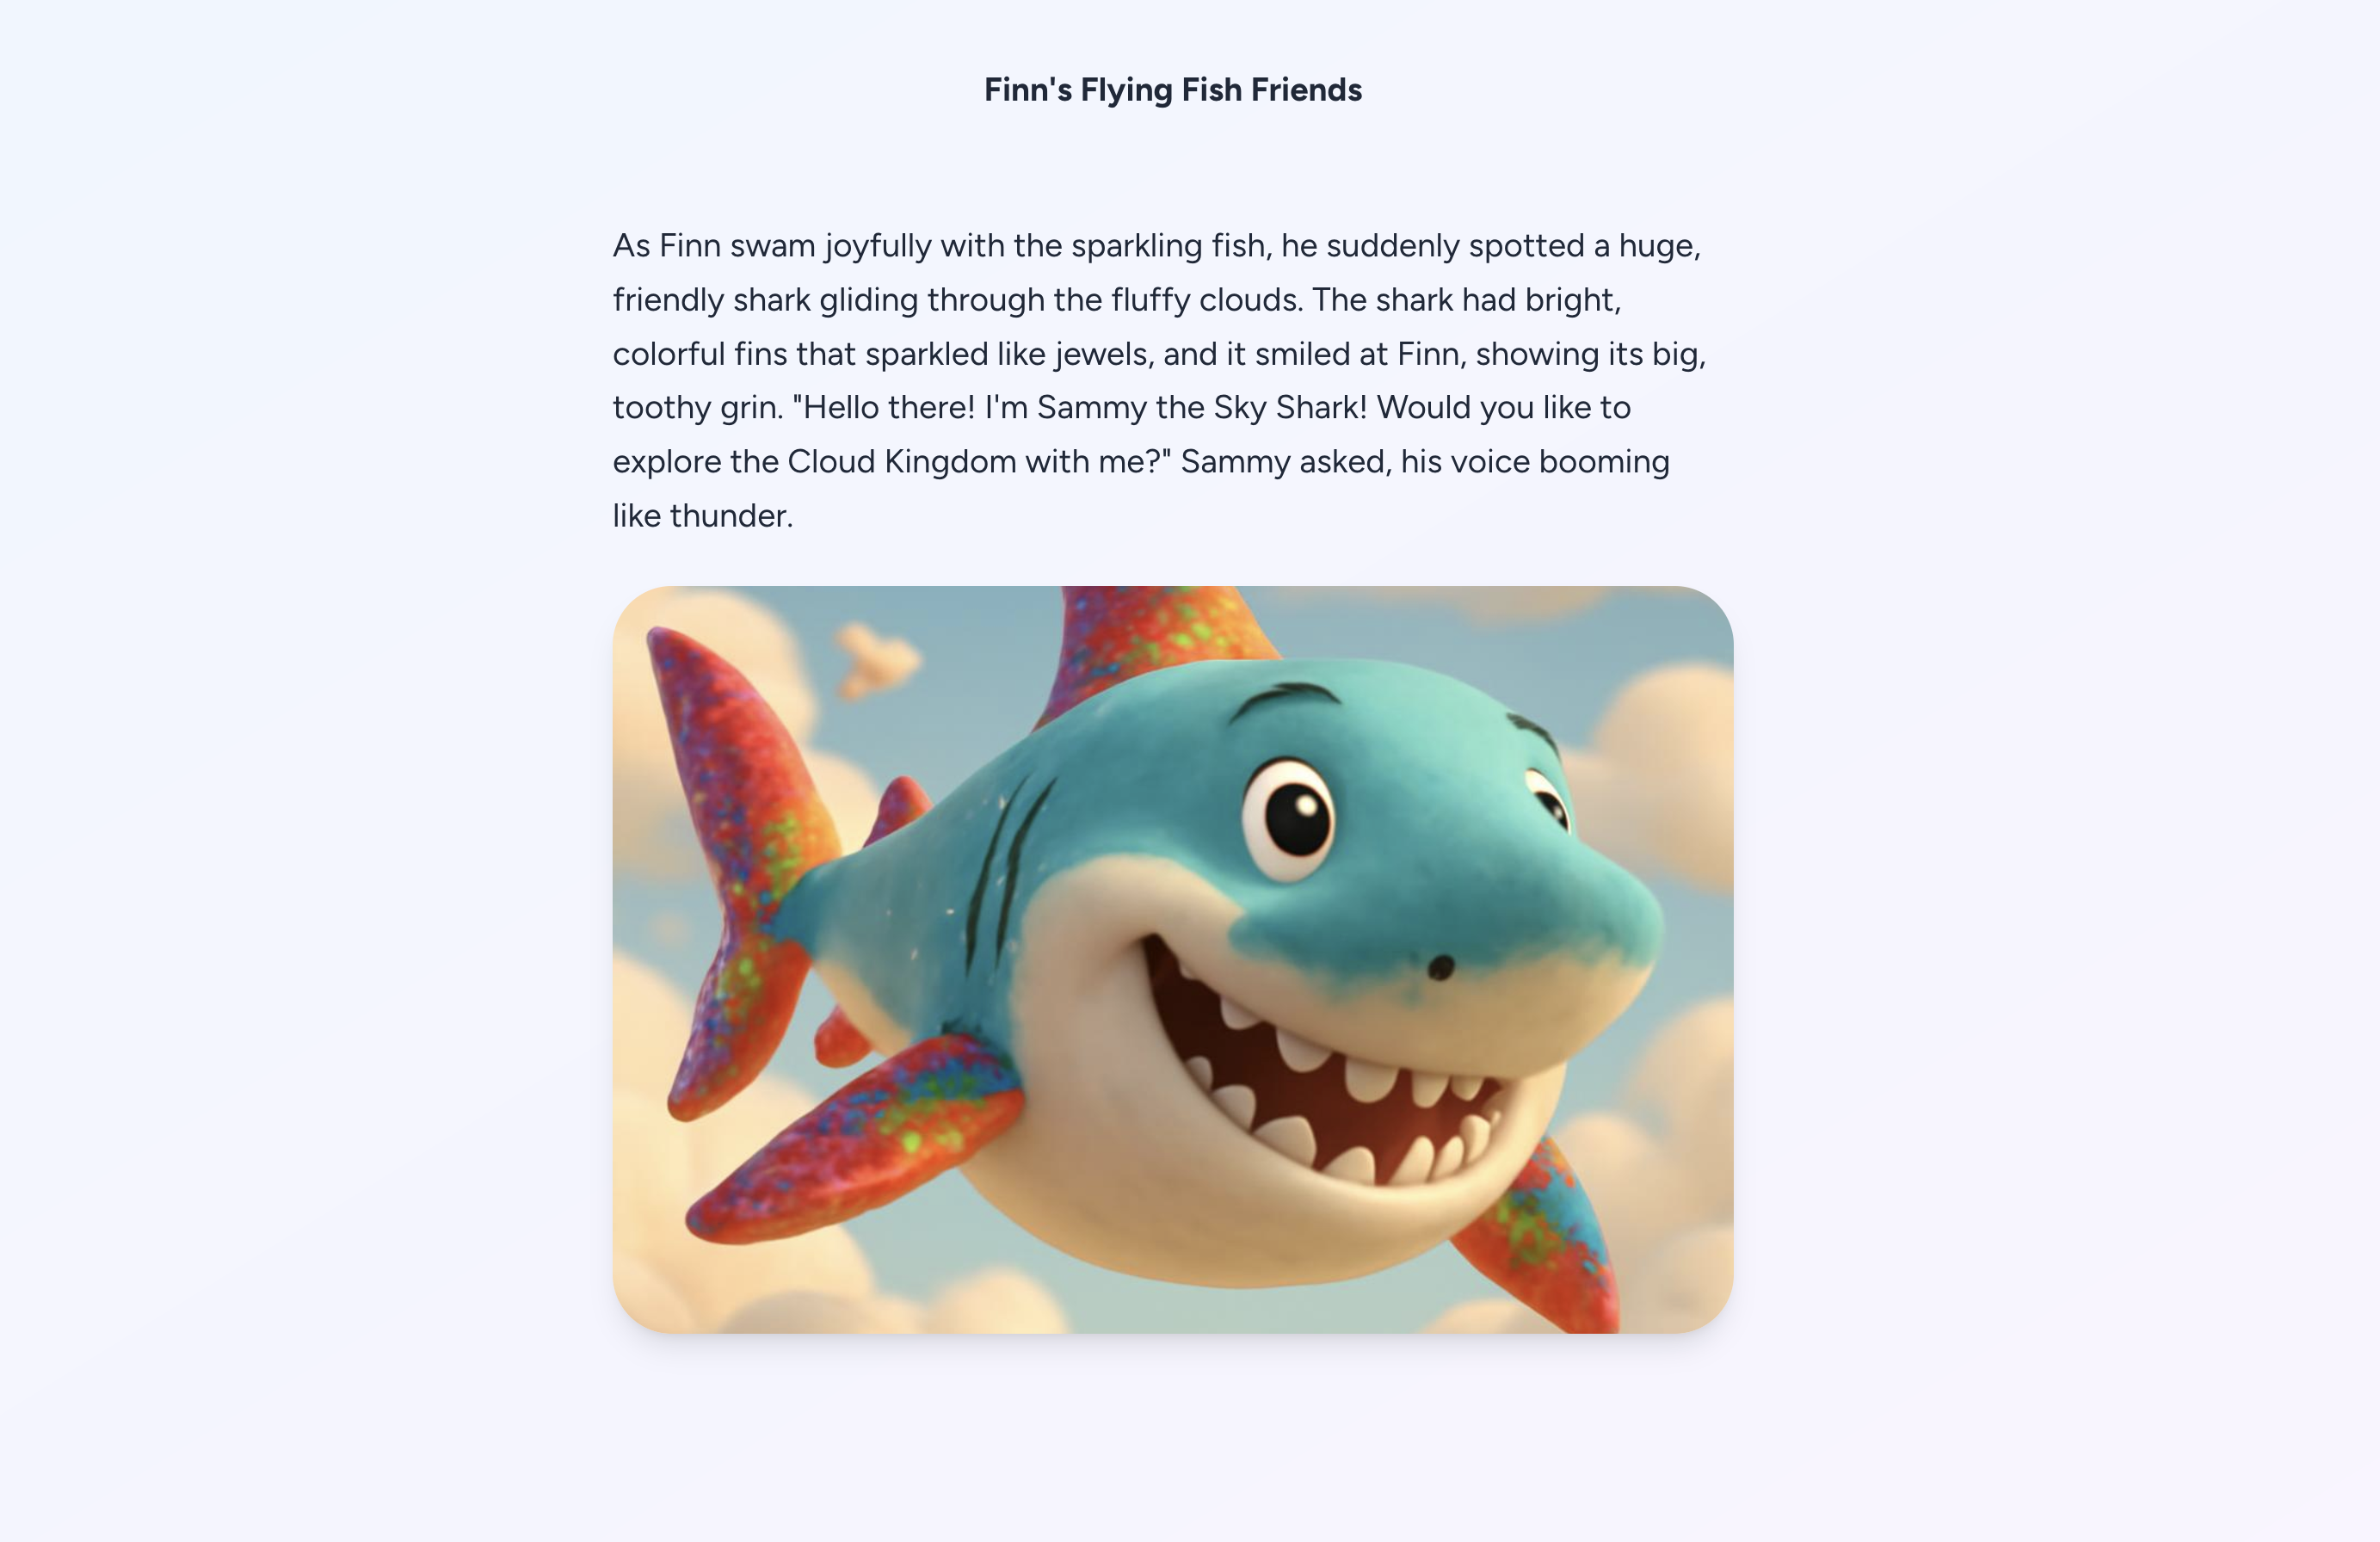 Finn's Flying Fish Friends
As Finn swam joyfully with the sparkling fish, he suddenly spotted a huge,
friendly shark gliding through the fluffy clouds. The shark had bright,
colorful fins that sparkled like jewels, and it smiled at Finn, showing its big,
toothy grin. "Hello there! I'm Sammy the Sky Shark! Would you like to
explore the Cloud Kingdom with me?" Sammy asked, his voice booming
like thunder.